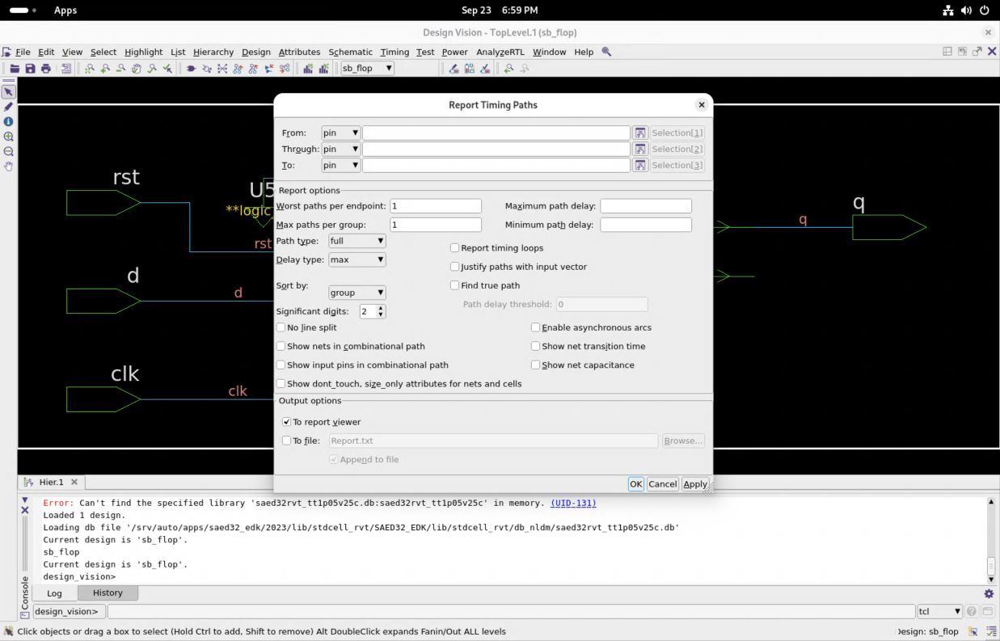 Apps
Sep 23 6:59 PM
Design Vision - TopLevel.1 (sb_flop)
File Edit View Select Highlight List Hierarchy Design Attributes Schematic Timing Test Power AnalyzeRTL Window Help
sb_flop
Report Timing Paths
From: pin Selection[1]
Through: pin Selection[2]
To: pin Selection[3]
Report options
Worst paths per endpoint: 1 Maximum path delay:
Max paths per group: 1 Minimum path delay:
Path type: full
Report timing loops
Delay type: max
Justify paths with input vector
Sort by: group
Find true path
Path delay threshold: 0
Significant digits: 2
No line split Enable asynchronous arcs
Show nets in combinational path Show net transition time
Show input pins in combinational path Show net capacitance
Show dont_touch, size_only attributes for nets and cells
Output options
To report viewer
To file: Report.txt Browse...
Append to file
OK Cancel Apply
rst
U5
**logic
rst
d
d
clk
clk
q
q
Hier.1
Error: Can't find the specified library 'saed32rvt_tt1p05v25c.db:saed32rvt_tt1p05v25c' in memory. (UID-131)
Loaded 1 design.
Loading db file '/srv/auto/apps/saed32_edk/2023/lib/stdcell_rvt/SAED32_EDK/lib/stdcell_rvt/db_nldm/saed32rvt_tt1p05v25c.db'
Current design is 'sb_flop'.
sb_flop
Current design is 'sb_flop'.
design_vision>
Console
Log History
design_vision> tcl
Click objects or drag a box to select (Hold Ctrl to add, Shift to remove) Alt DoubleClick expands Fanin/Out ALL levels
esign: sb_flop